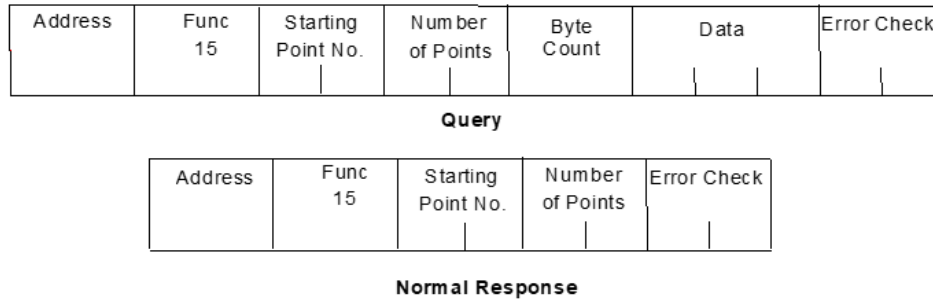 Address Func Starting Number Byte Data Error Check
15 Point No. of Points Count
Query
Address Func Starting Number Error Check
15 Point No. of Points
Normal Response